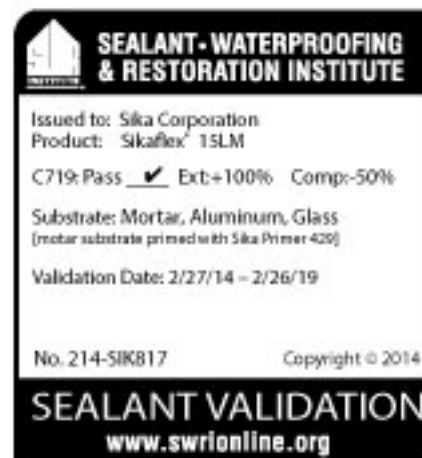 SEALANT-WATERPROOFING
& RESTORATION INSTITUTE
Issued to: Sika Corporation
Product: Sikaflex 15LM
C719: Pass ✔ Ext:+100% Comp:-50%
Substrate: Mortar, Aluminum, Glass
[motar substrate primed with Sika Primer 429]
Validation Date: 2/27/14 – 2/26/19
No. 214-SIK817 Copyright © 2014
SEALANT VALIDATION
www.swrionline.org